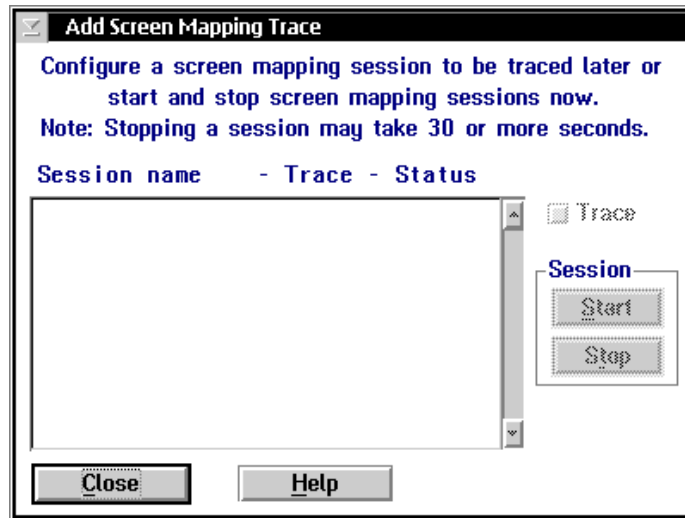 Add Screen Mapping Trace
Configure a screen mapping session to be traced later or
start and stop screen mapping sessions now.
Note: Stopping a session may take 30 or more seconds.
Session name - Trace - Status
Trace
Session
Start
Stop
Close
Help